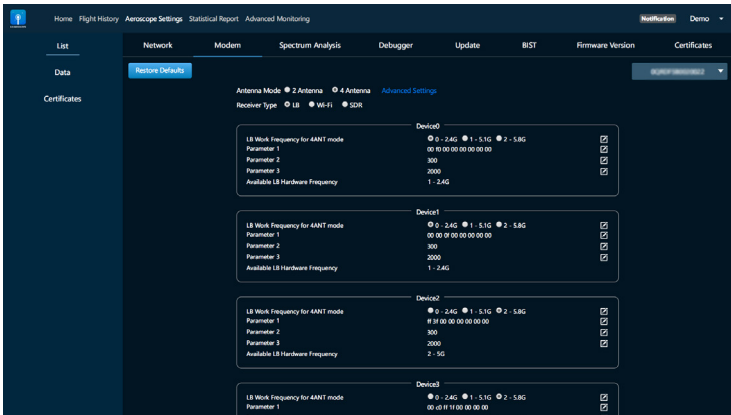 Home Flight History Aeroscope Settings Statistical Report Advanced Monitoring Notification Demo
List Network Modem Spectrum Analysis Debugger Update BIST Firmware Version Certificates
Data Restore Defaults
Certificates
Antenna Mode 2 Antenna 4 Antenna Advanced Settings
Receiver Type LB Wi-Fi SDR
Device0
LB Work Frequency for 4ANT mode 0 - 2.4G 1 - 5.1G 2 - 5.8G
Parameter 1 00 f0 00 00 00 00 00 00
Parameter 2 300
Parameter 3 2000
Available LB Hardware Frequency 1 - 2.4G
Device1
LB Work Frequency for 4ANT mode 0 - 2.4G 1 - 5.1G 2 - 5.8G
Parameter 1 00 00 0f 00 00 00 00 00
Parameter 2 300
Parameter 3 2000
Available LB Hardware Frequency 1 - 2.4G
Device2
LB Work Frequency for 4ANT mode 0 - 2.4G 1 - 5.1G 2 - 5.8G
Parameter 1 ff 3f 00 00 00 00 00 00
Parameter 2 300
Parameter 3 2000
Available LB Hardware Frequency 2 - 5G
Device3
LB Work Frequency for 4ANT mode 0 - 2.4G 1 - 5.1G 2 - 5.8G
Parameter 1 00 c0 ff 1f 00 00 00 00